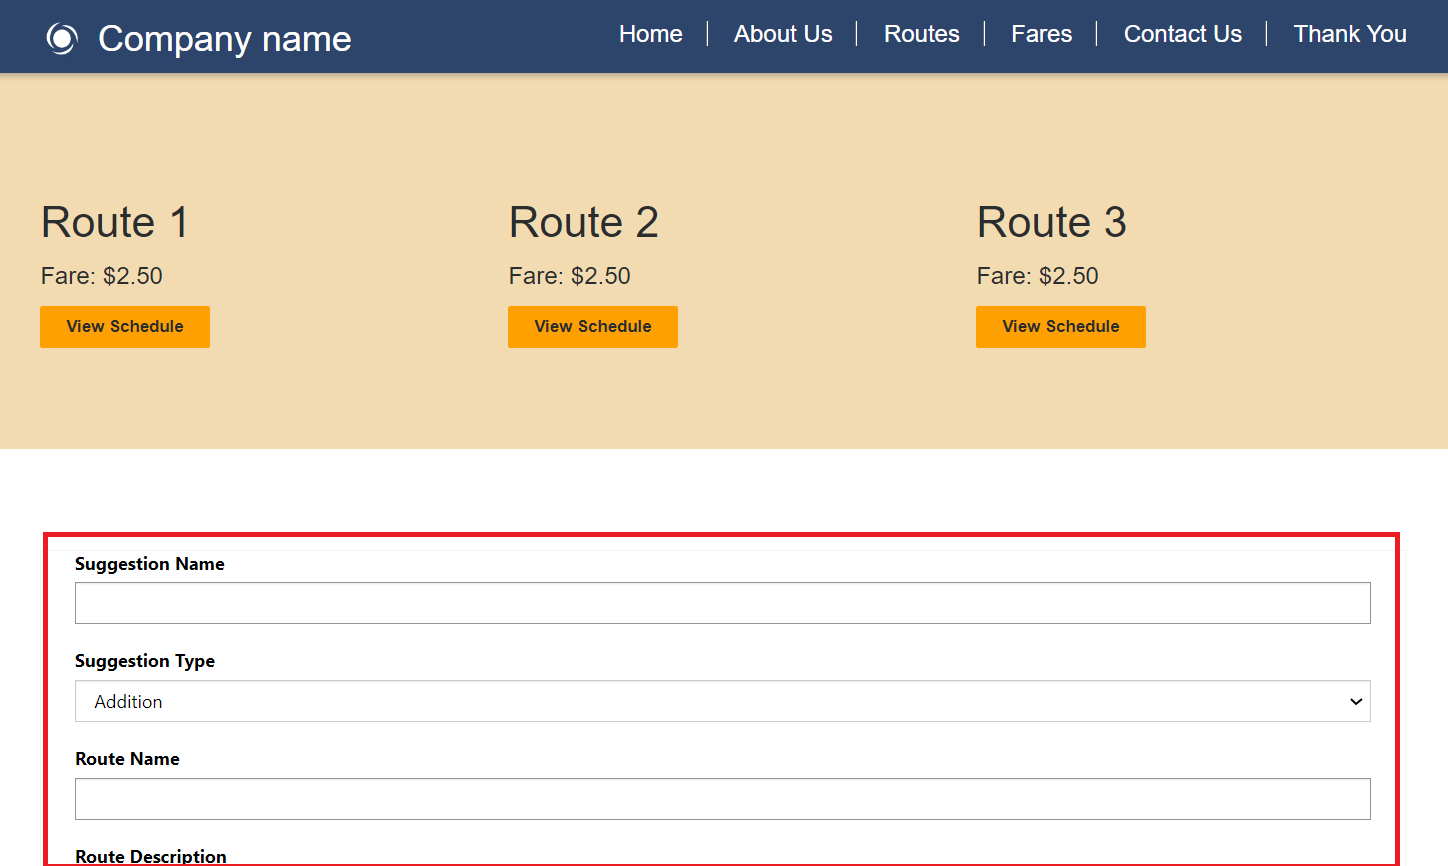 Company name
Home About Us Routes Fares Contact Us Thank You
Route 1 Route 2 Route 3
Fare: $2.50 Fare: $2.50 Fare: $2.50
View Schedule View Schedule View Schedule
Suggestion Name
Suggestion Type
Addition
Route Name
Route Description